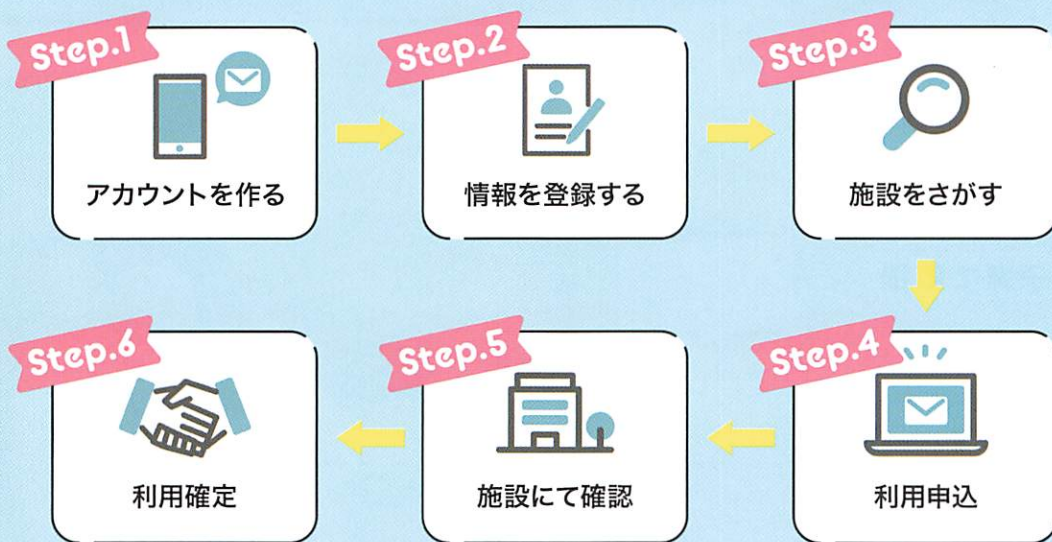 Step.1
アカウントを作る
Step.2
情報を登録する
Step.3
施設をさがす
Step.4
利用申込
Step.5
施設にて確認
Step.6
利用確定